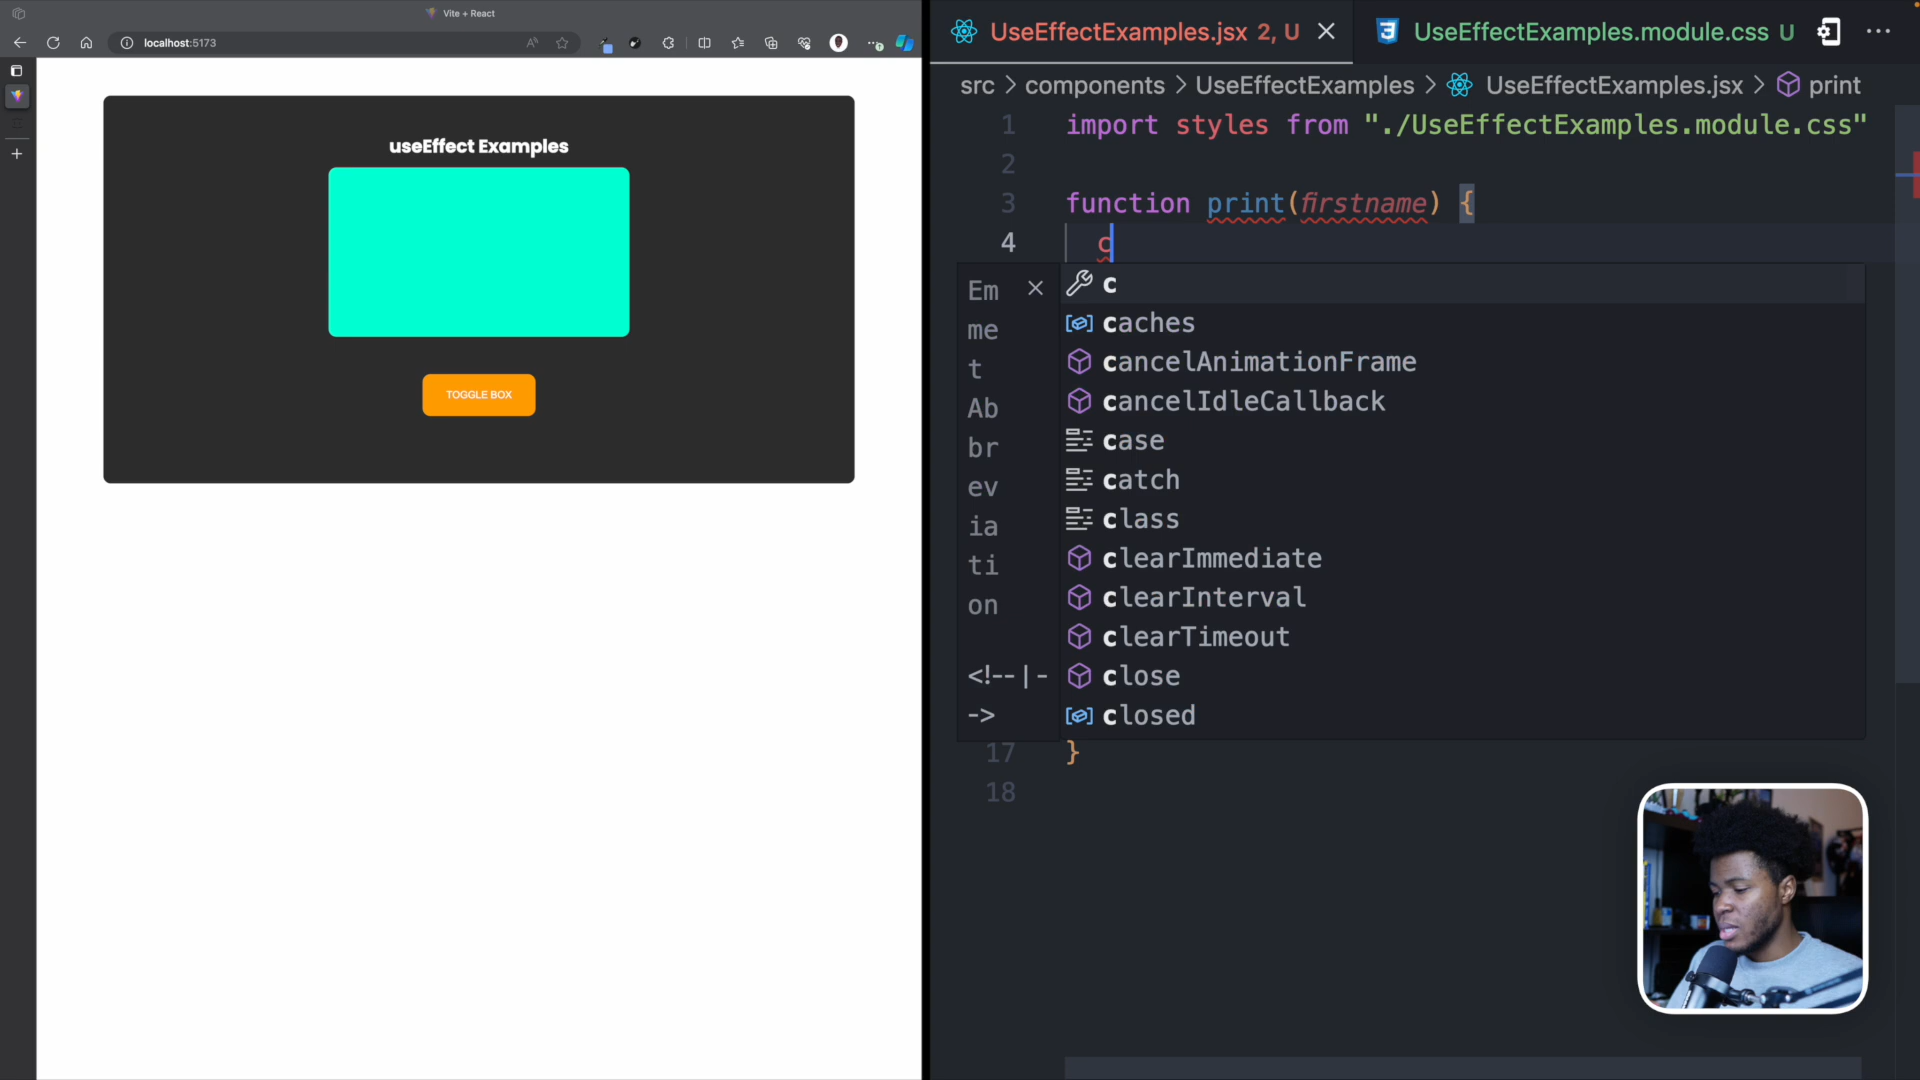 Vite + React
localhost:5173
useEffect Examples
TOGGLE BOX
UseEffectExamples.jsx 2, U
UseEffectExamples.module.css U
src > components > UseEffectExamples > UseEffectExamples.jsx > print
1 import styles from "./UseEffectExamples.module.css"
2
3 function print(firstname) {
4 c
Em
me
t
Ab
br
ev
ia
ti
on
<!--|-
->
c
caches
cancelAnimationFrame
cancelIdleCallback
case
catch
class
clearImmediate
clearInterval
clearTimeout
close
closed
17 }
18